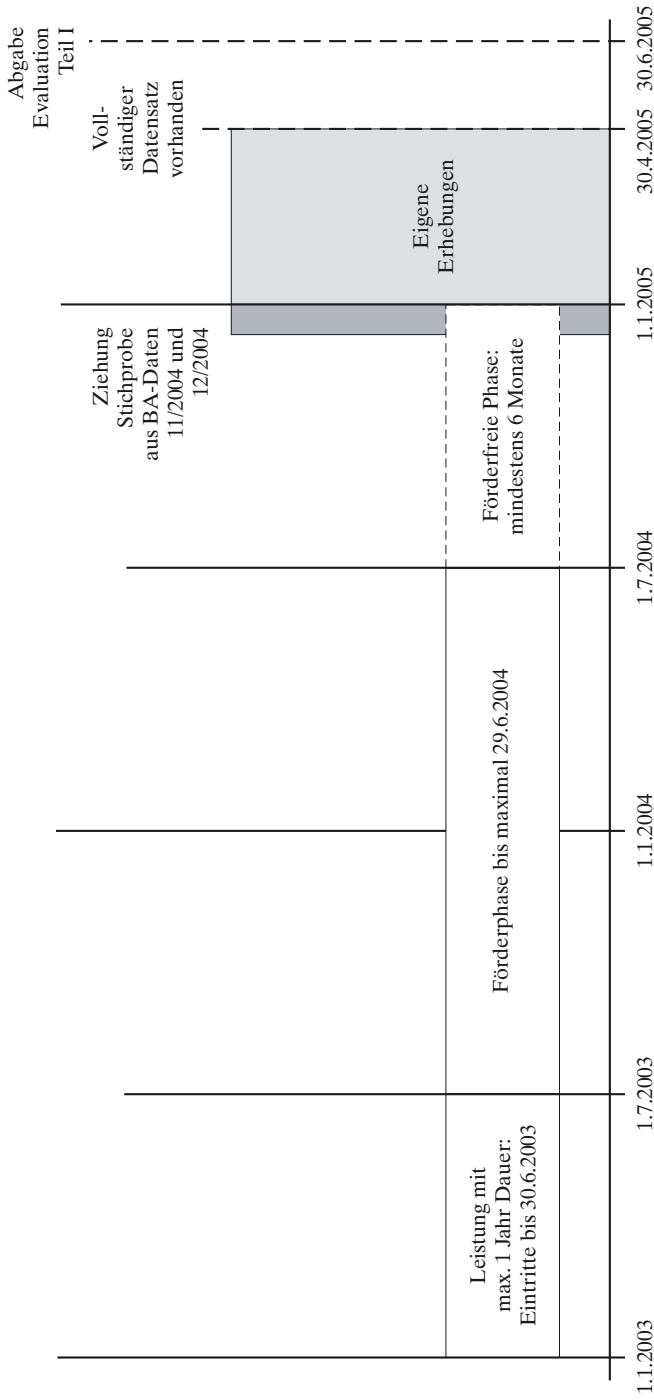 Abgabe
Evaluation
Teil I
Voll-
ständiger
Datensatz
vorhanden
Ziehung
Stichprobe
aus BA-Daten
11/2004 und
12/2004
Eigene
Erhebungen
Leistung mit
max. 1 Jahr Dauer:
Eintritte bis 30.6.2003
Förderphase bis maximal 29.6.2004
Förderfreie Phase:
mindestens 6 Monate
1.1.2003
1.7.2003
1.1.2004
1.7.2004
1.1.2005
30.4.2005
30.6.2005